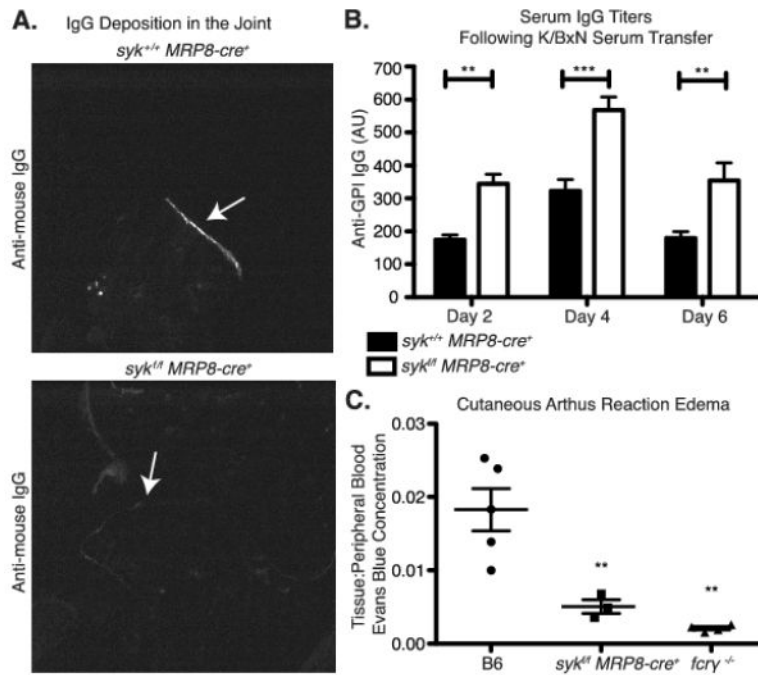 A.
IgG Deposition in the Joint
syk+/+ MRP8-cre+
Anti-mouse IgG
sykf/f MRP8-cre+
Anti-mouse IgG
B.
Serum IgG Titers
Following K/BxN Serum Transfer
Anti-GPI IgG (AU)
700
600
500
400
300
200
100
0
**
***
**
Day 2
Day 4
Day 6
syk+/+ MRP8-cre+
sykf/f MRP8-cre+
C.
Cutaneous Arthus Reaction Edema
Tissue:Peripheral Blood
Evans Blue Concentration
0.03
0.02
0.01
0.00
**
**
B6
sykf/f MRP8-cre+
fcrγ -/-